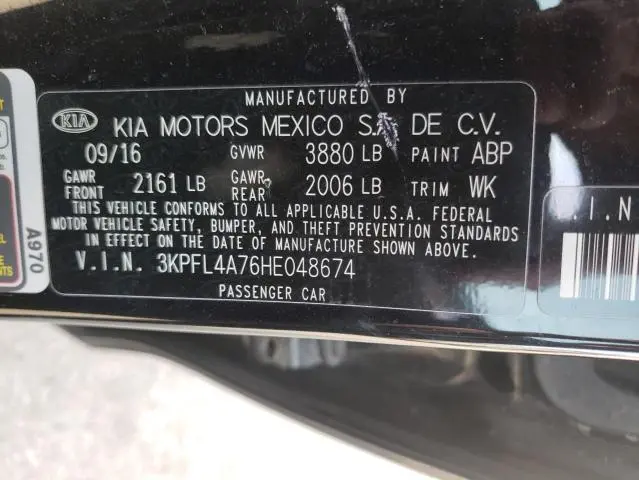 MANUFACTURED BY
KIA KIA MOTORS MEXICO S.A. DE C.V.
09/16 GVWR 3880 LB PAINT ABP
GAWR FRONT 2161 LB GAWR REAR 2006 LB TRIM WK
THIS VEHICLE CONFORMS TO ALL APPLICABLE U.S.A. FEDERAL
MOTOR VEHICLE SAFETY, BUMPER, AND THEFT PREVENTION STANDARDS
IN EFFECT ON THE DATE OF MANUFACTURE SHOWN ABOVE.
V.I.N. 3KPFL4A76HE048674
PASSENGER CAR
A970
V.I.N